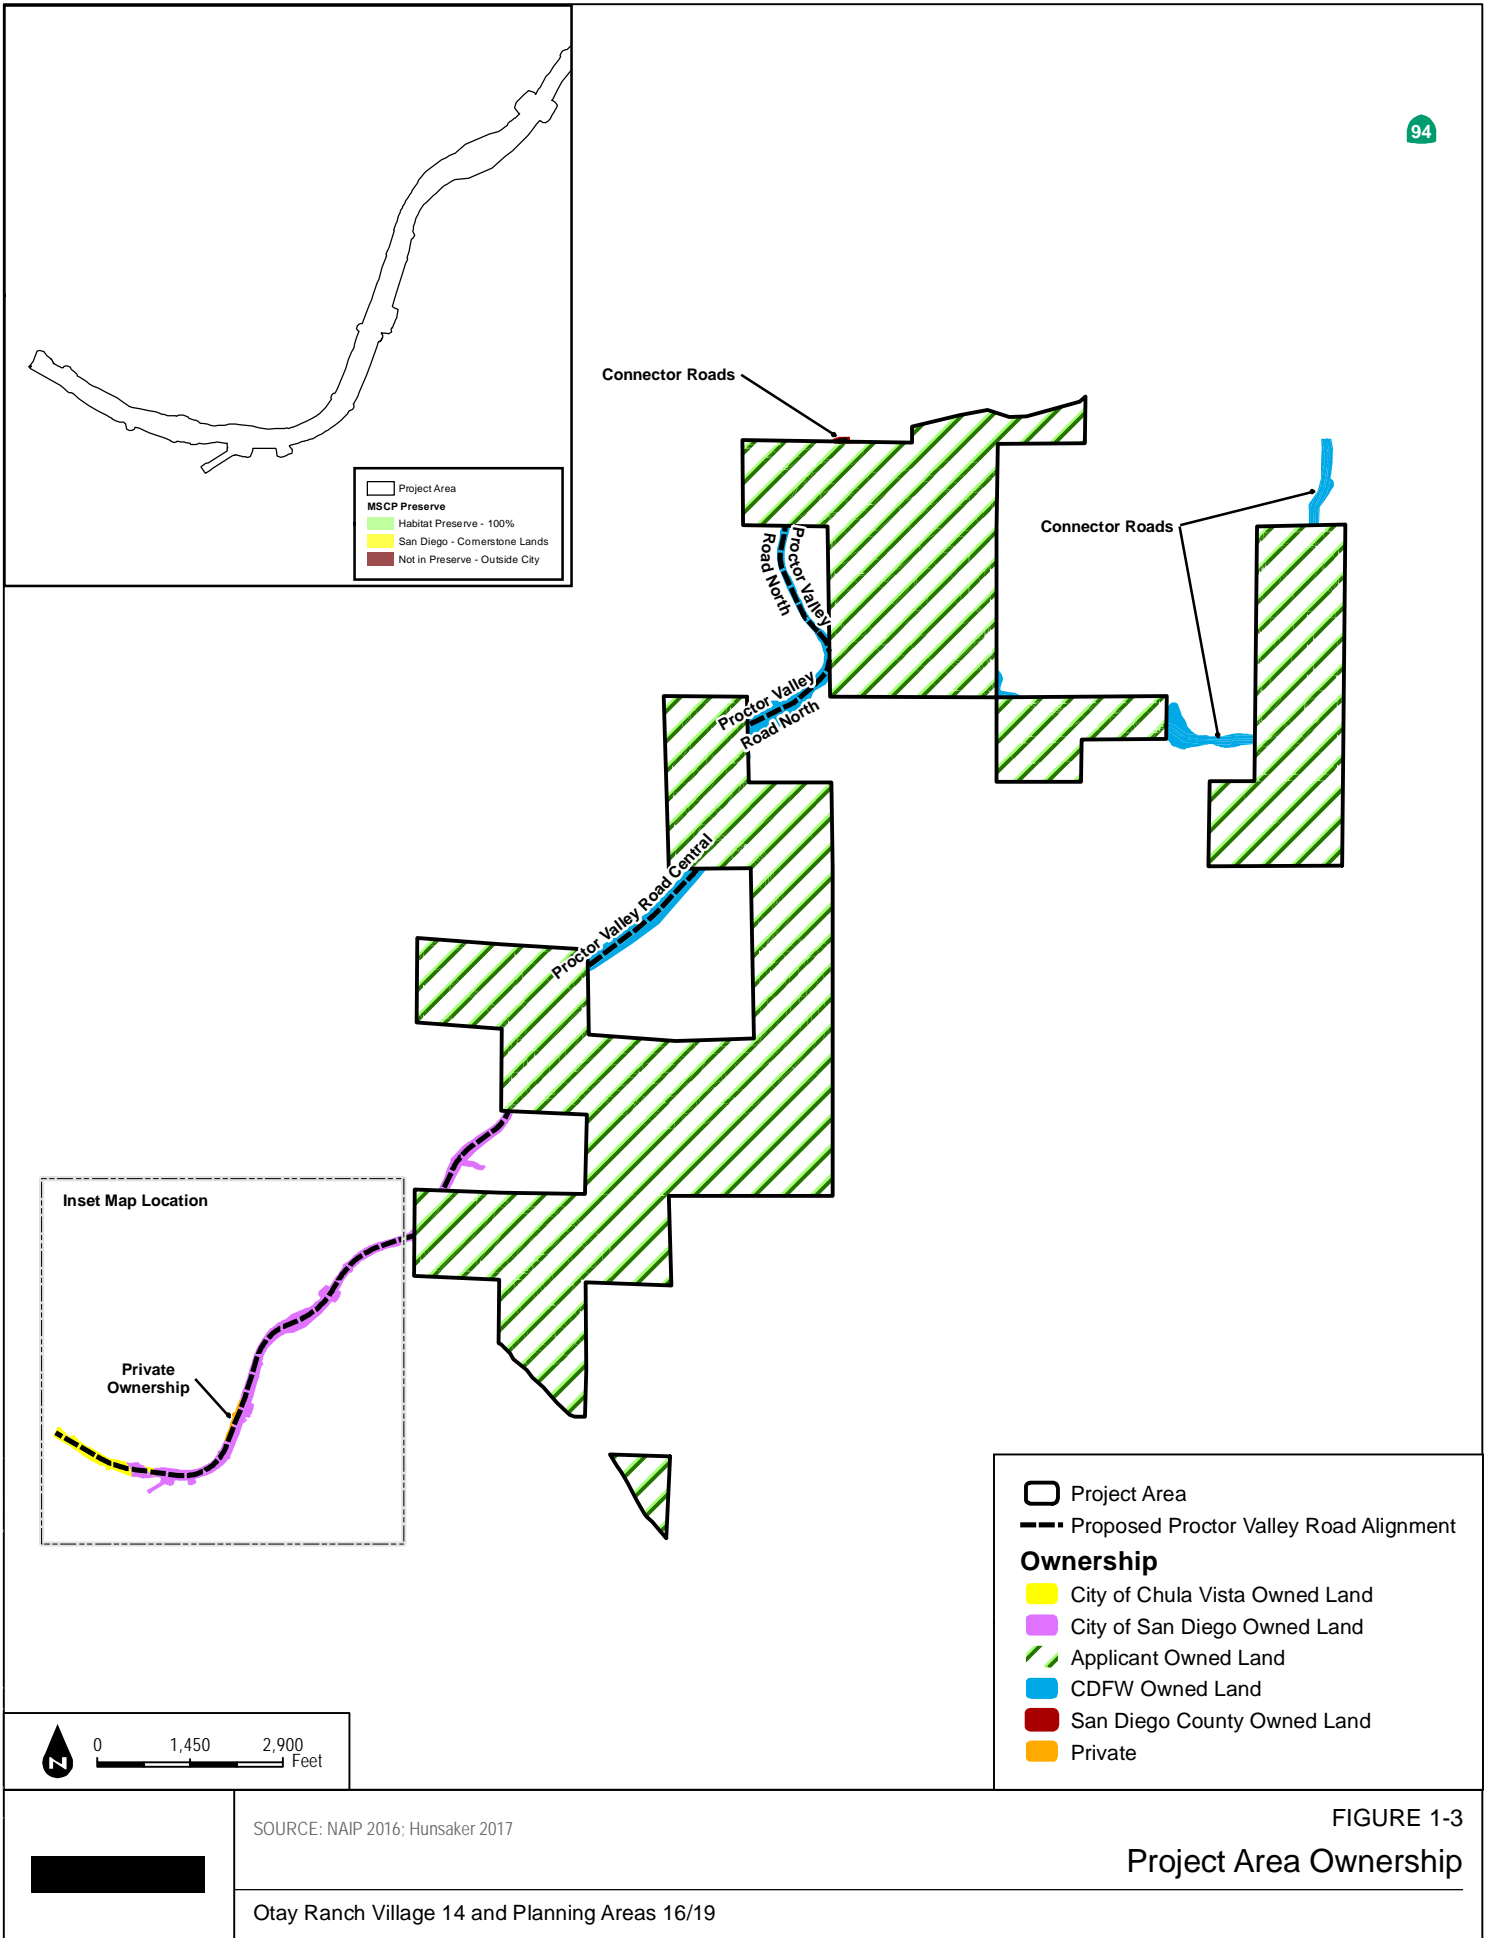 94
Project Area
MSCP Preserve
Habitat Preserve - 100%
San Diego - Cornerstone Lands
Not in Preserve - Outside City
Connector Roads
Connector Roads
Proctor Valley
Road North
Proctor Valley
Road North
Proctor Valley Road Central
Inset Map Location
Private
Ownership
Project Area
Proposed Proctor Valley Road Alignment
Ownership
City of Chula Vista Owned Land
City of San Diego Owned Land
Applicant Owned Land
CDFW Owned Land
San Diego County Owned Land
Private
N
0 1,450 2,900
Feet
SOURCE: NAIP 2016; Hunsaker 2017
FIGURE 1-3
Project Area Ownership
Otay Ranch Village 14 and Planning Areas 16/19